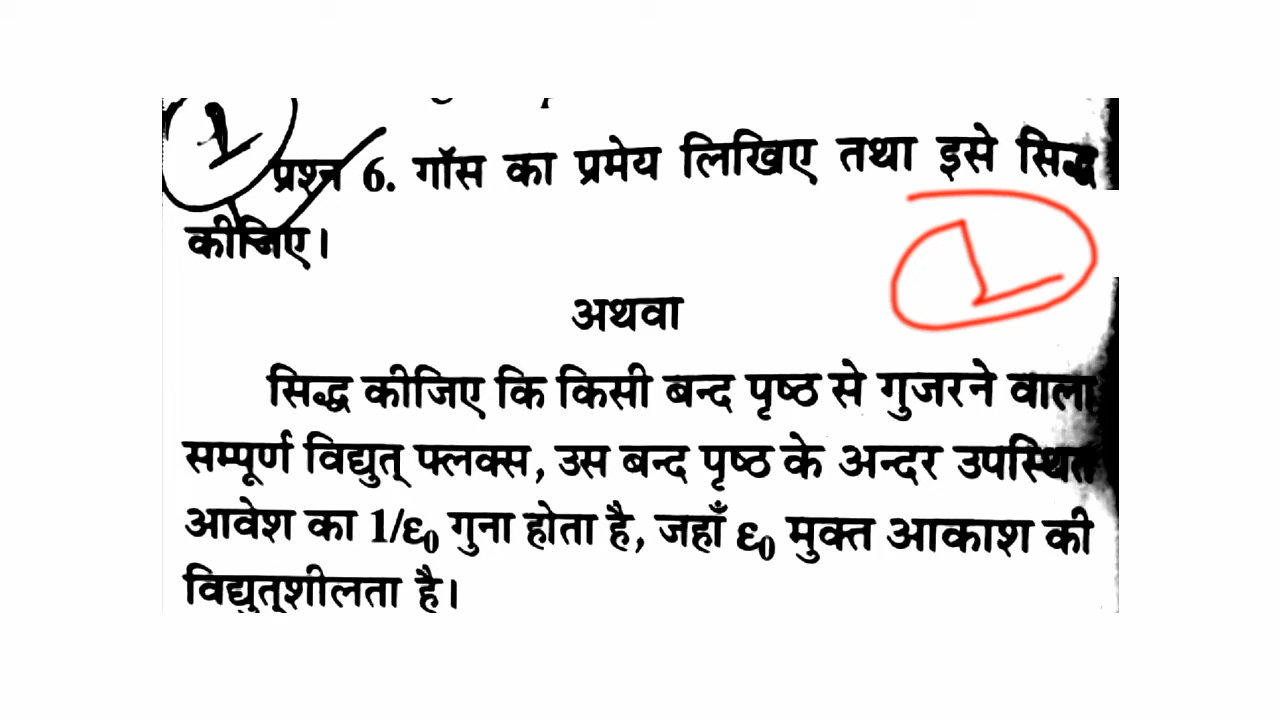 प्रश्न 6. गॉस का प्रमेय लिखिए तथा इसे सिद्ध
कीजिए।
अथवा
सिद्ध कीजिए कि किसी बन्द पृष्ठ से गुजरने वाला
सम्पूर्ण विद्युत् फ्लक्स, उस बन्द पृष्ठ के अन्दर उपस्थित
आवेश का 1/ε₀ गुना होता है, जहाँ ε₀ मुक्त आकाश की
विद्युत्शीलता है।